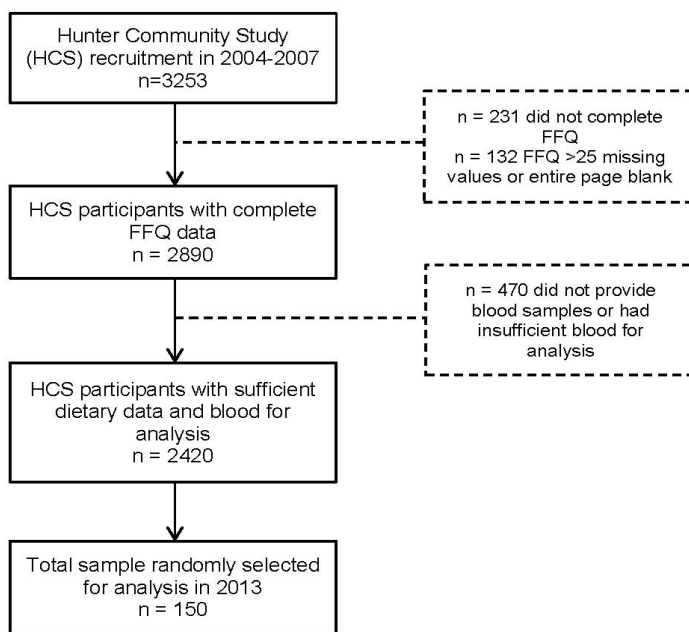 Hunter Community Study
(HCS) recruitment in 2004-2007
n=3253
n = 231 did not complete
FFQ
n = 132 FFQ >25 missing
values or entire page blank
HCS participants with complete
FFQ data
n = 2890
n = 470 did not provide
blood samples or had
insufficient blood for
analysis
HCS participants with sufficient
dietary data and blood for
analysis
n = 2420
Total sample randomly selected
for analysis in 2013
n = 150